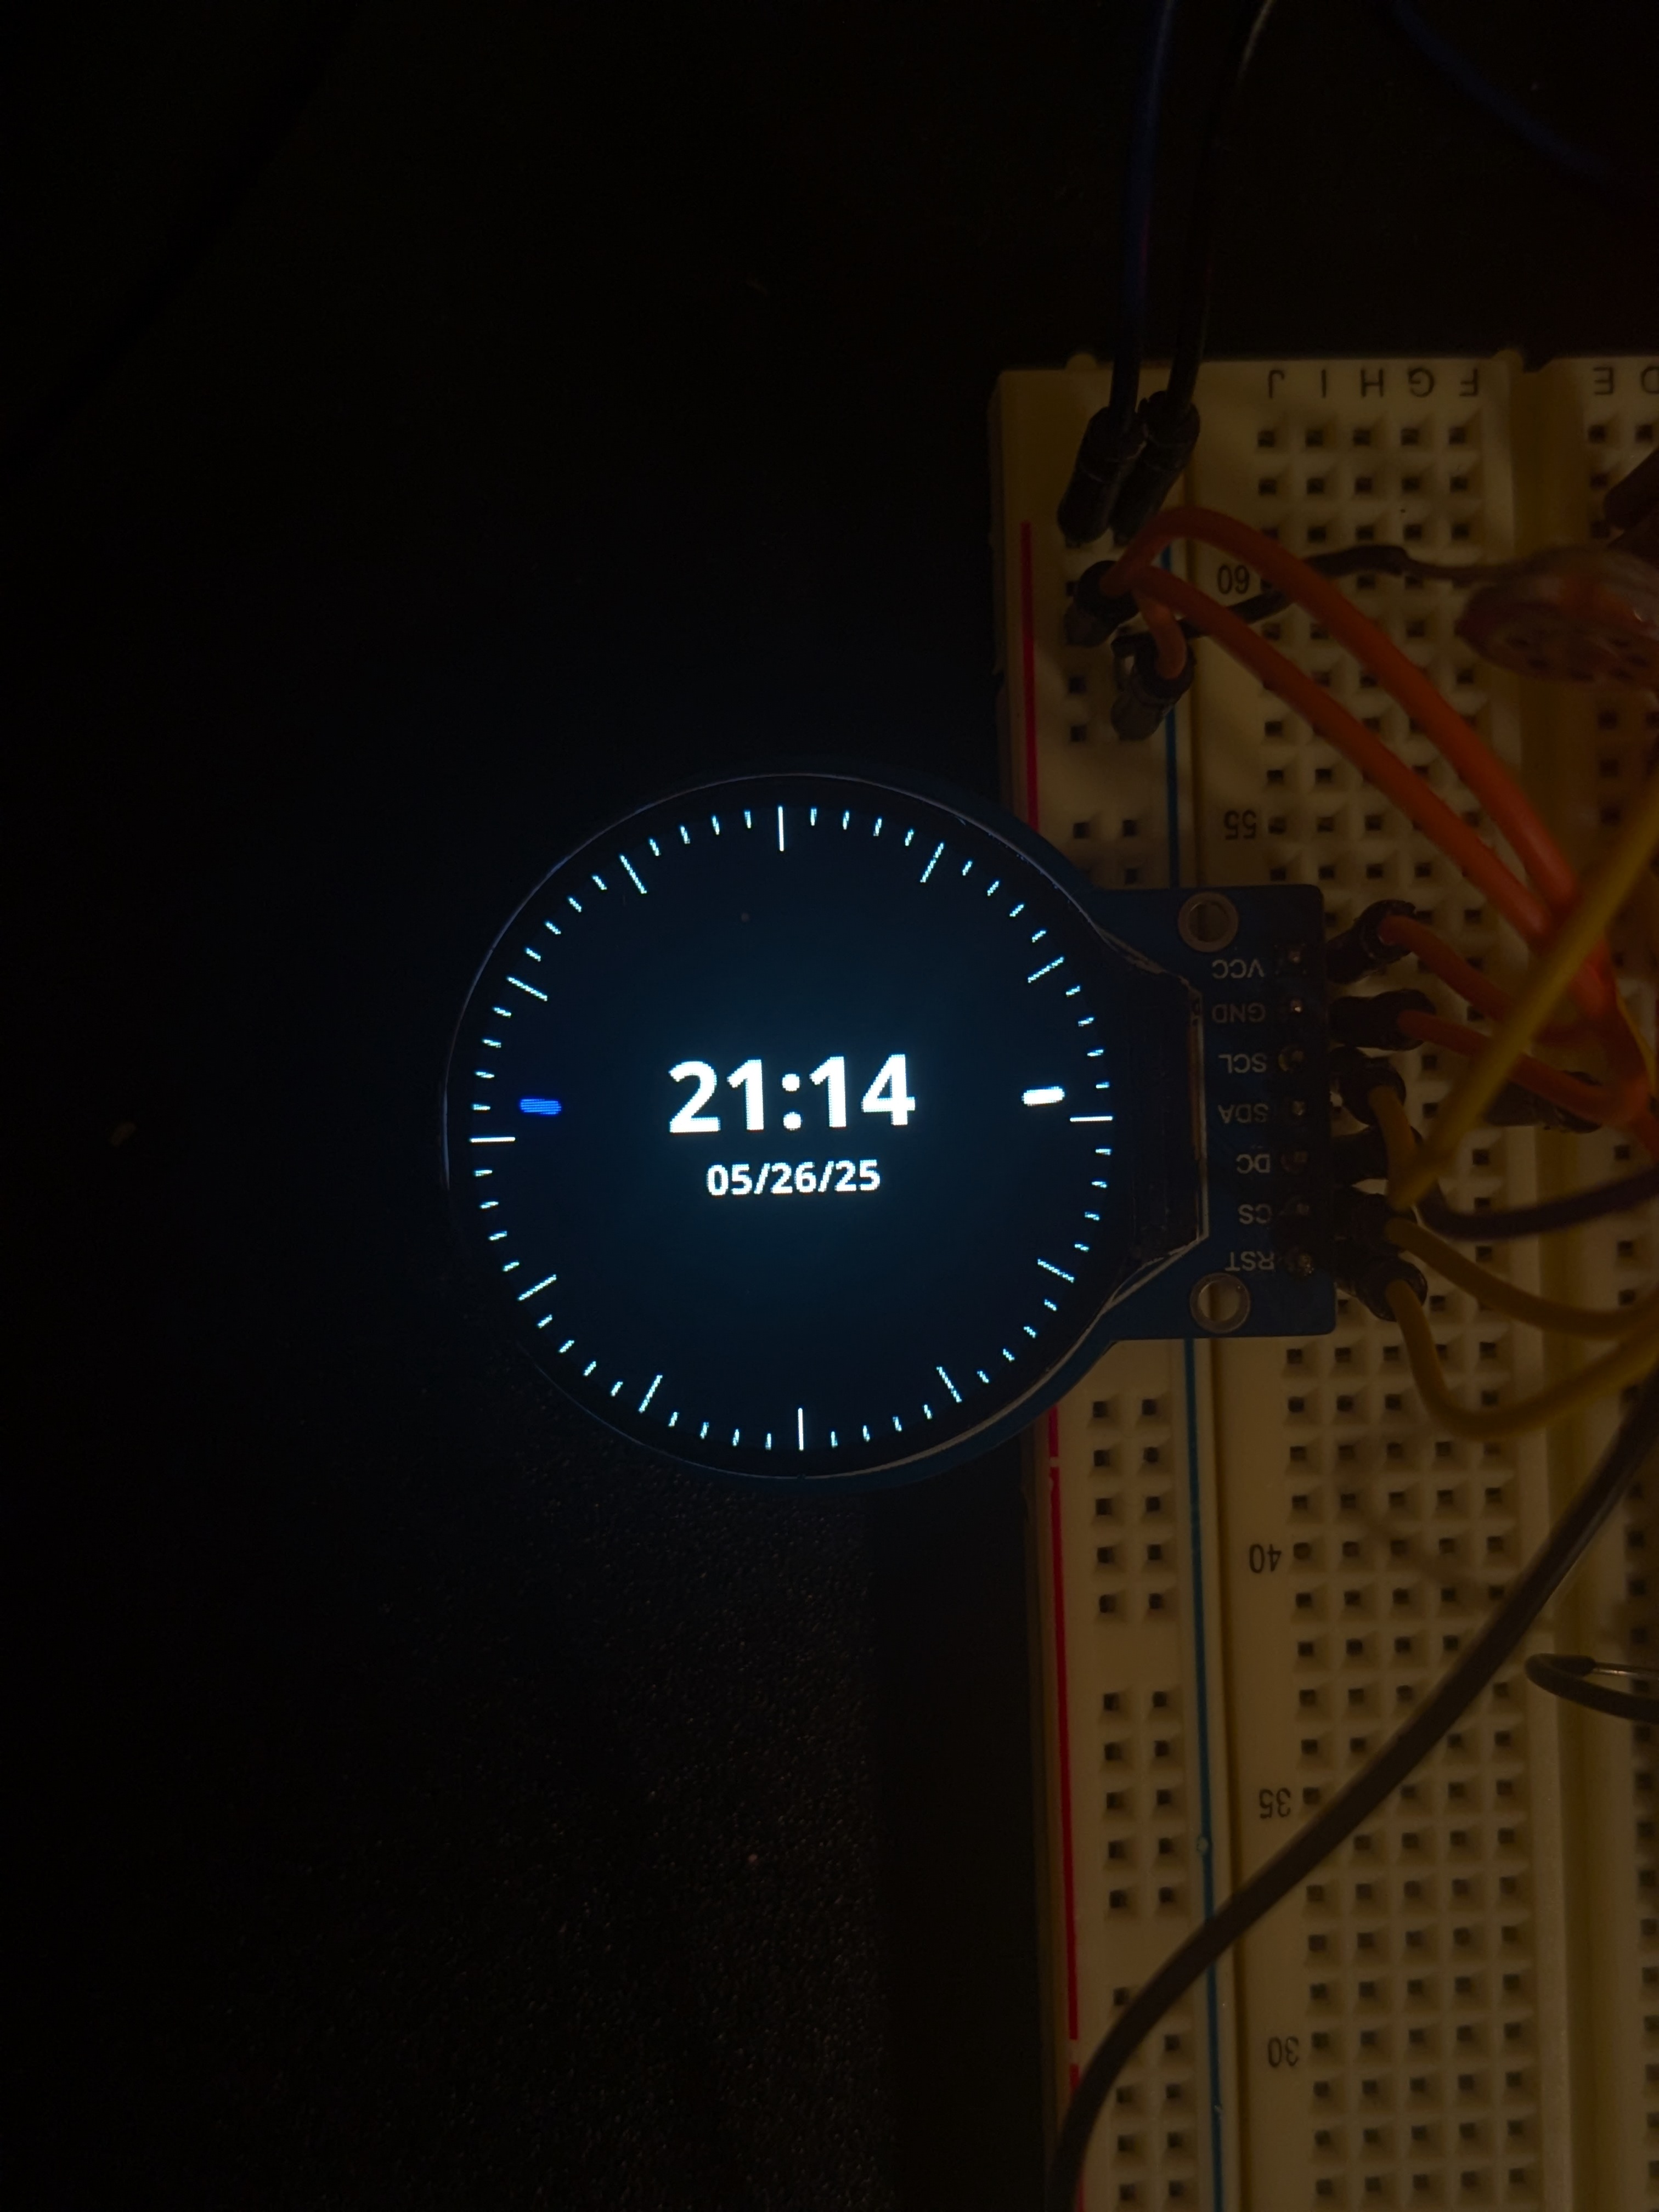 J I H G F E D
60
55
21:14
05/26/25
VCC
GND
SCL
SDA
DC
CS
RST
40
35
30